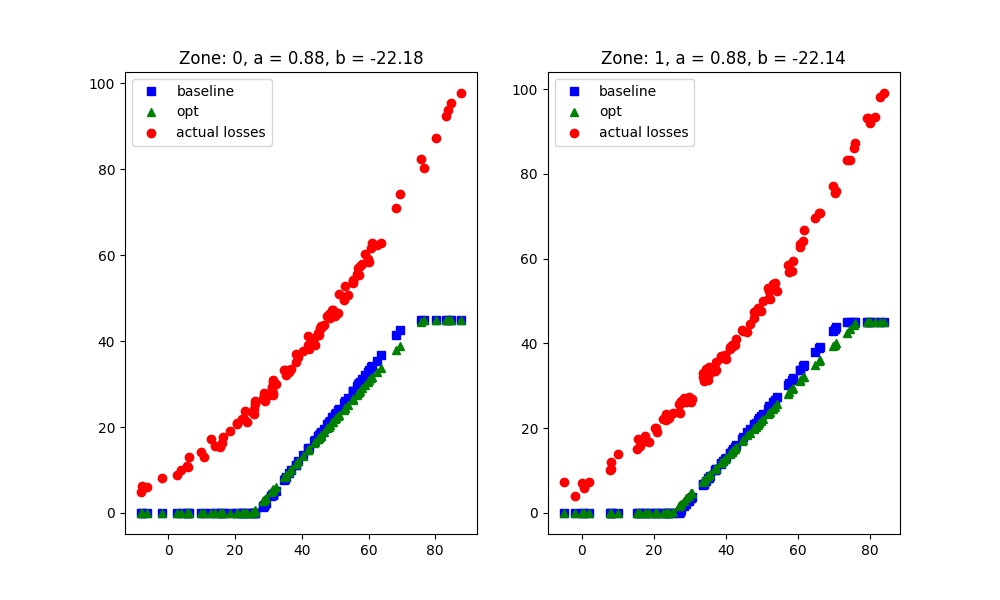 Zone: 0, a = 0.88, b = -22.18
baseline
opt
actual losses
100
80
60
40
20
0
0
20
40
60
80
Zone: 1, a = 0.88, b = -22.14
baseline
opt
actual losses
100
80
60
40
20
0
0
20
40
60
80